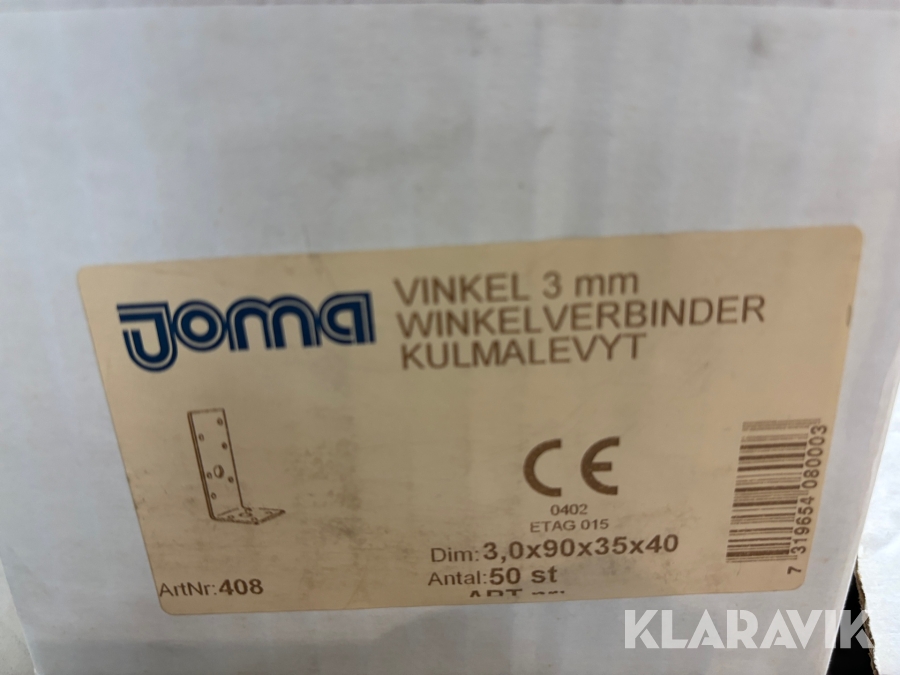 Joma
VINKEL 3 mm
WINKELVERBINDER
KULMALEVYT
CE
0402
ETAG 015
Dim: 3,0x90x35x40
Antal: 50 st
ArtNr: 408
7 319654 080003
KLARAVIK